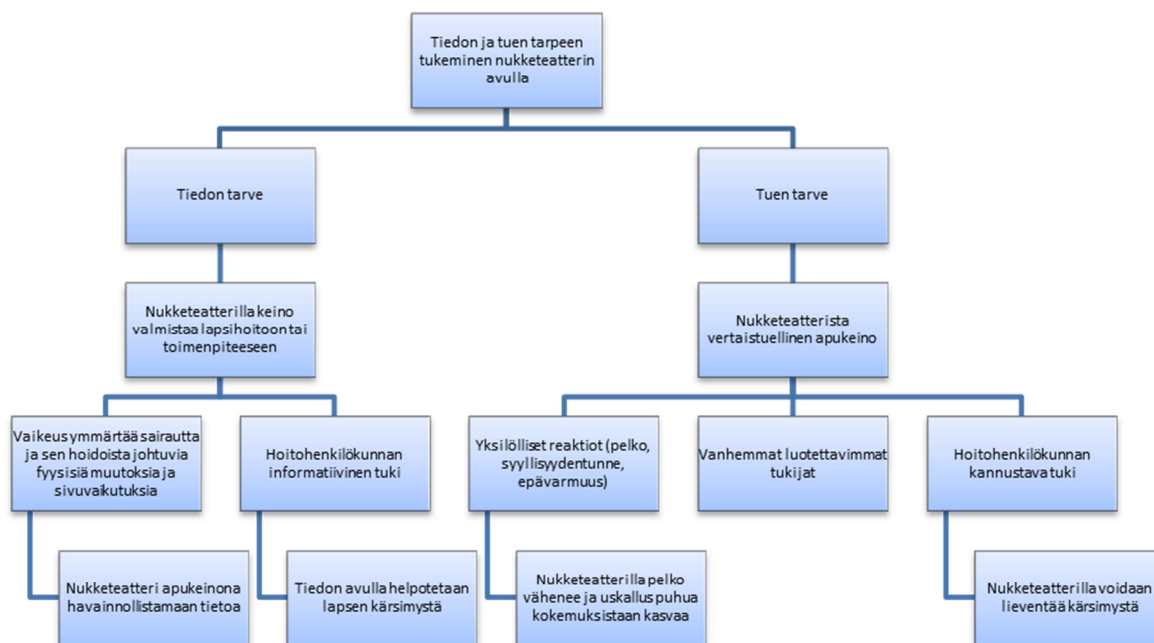 Tiedon ja tuen tarpeen
tukeminen nukketeatterin
avulla
Tiedon tarve
Tuen tarve
Nukketeatterilla keino
valmistaa lapsi hoitoon tai
toimenpiteeseen
Nukketeatterista
vertaistuellinen apukeino
Vaikeus ymmärtää sairautta
ja sen hoidoista johtuvia
fyysisiä muutoksia ja
sivuvaikutuksia
Hoitohenkilökunnan
informatiivinen tuki
Yksilölliset reaktiot (pelko,
syyllisyydentunne,
epävarmuus)
Vanhemmat luotettavimmat
tukijat
Hoitohenkilökunnan
kannustava tuki
Nukketeatteri apukeinona
havainnollistamaan tietoa
Tiedon avulla helpotetaan
lapsen kärsimystä
Nukketeatterilla pelko
vähenee ja uskallus puhua
kokemuksistaan kasvaa
Nukketeatterilla voidaan
lieventää kärsimystä